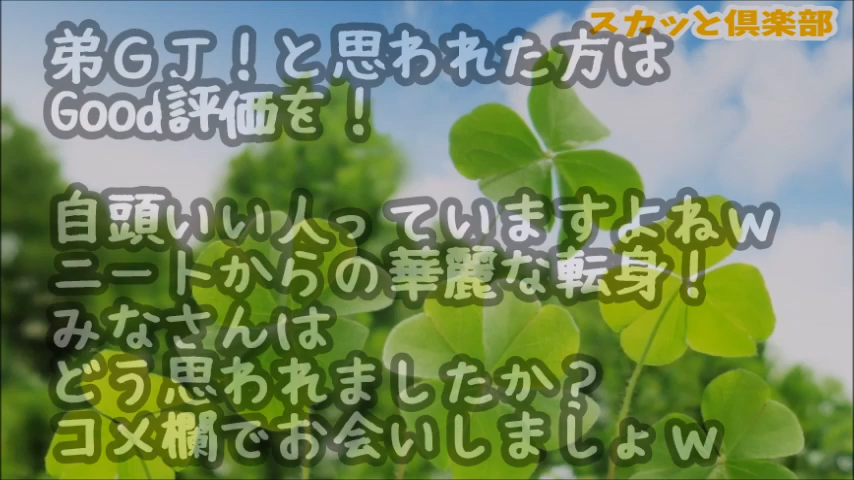 スカッと倶楽部
弟GJ！と思われた方は
Good評価を！
自頭いい人っていますよねｗ
ニートからの華麗な転身！
みなさんは
どう思われましたか？
コメ欄でお会いしましょｗ